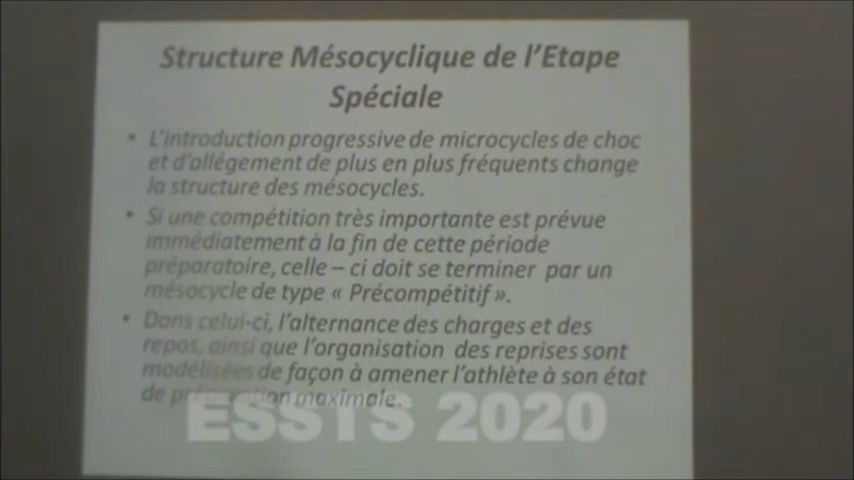 Structure Mésocyclique de l'Etape
Spéciale
• L'introduction progressive de microcycles de choc
et d'allégement de plus en plus fréquents change
la structure des mésocycles.
• Si une compétition très importante est prévue
immédiatement à la fin de cette période
préparatoire, celle – ci doit se terminer par un
mésocycle de type « Précompétitif ».
• Dans celui-ci, l'alternance des charges et des
repos, ainsi que l'organisation des reprises sont
modélisées de façon à amener l'athlète à son état
de préparation maximale.
ESSTS 2020